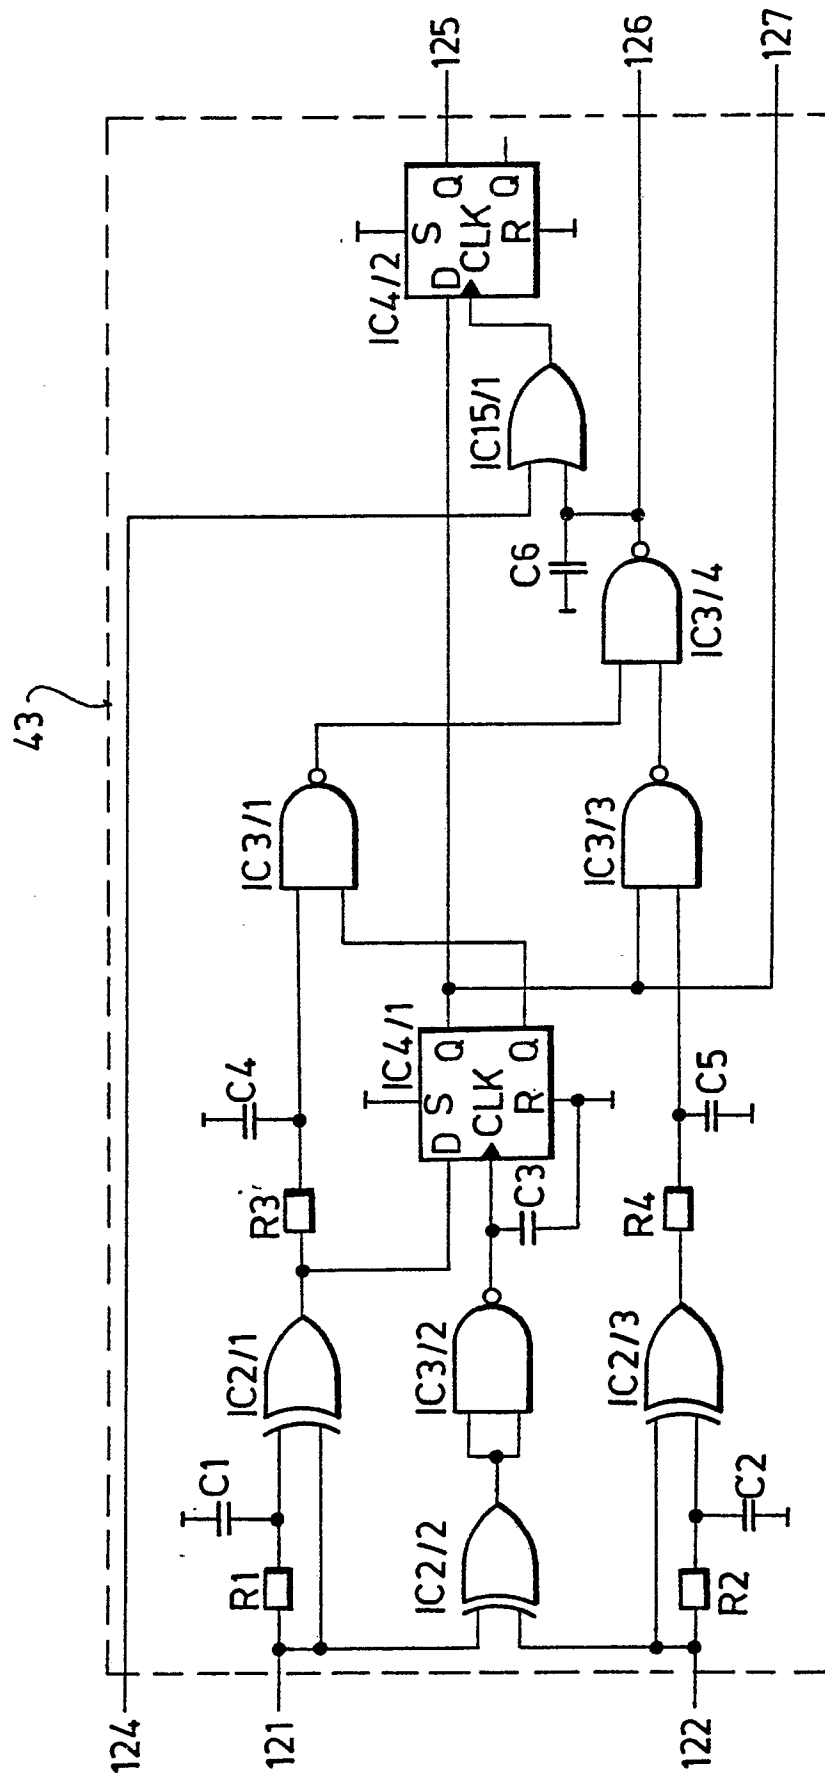 43
124
121
122
R1
C1
IC2/1
R3
C4
IC3/1
IC2/2
IC3/2
C3
IC4/1
D
S
Q
CLK
R
Q
R2
C2
IC2/3
R4
C5
IC3/3
IC3/4
C6
IC15/1
IC4/2
D
S
Q
CLK
R
Q
125
126
127